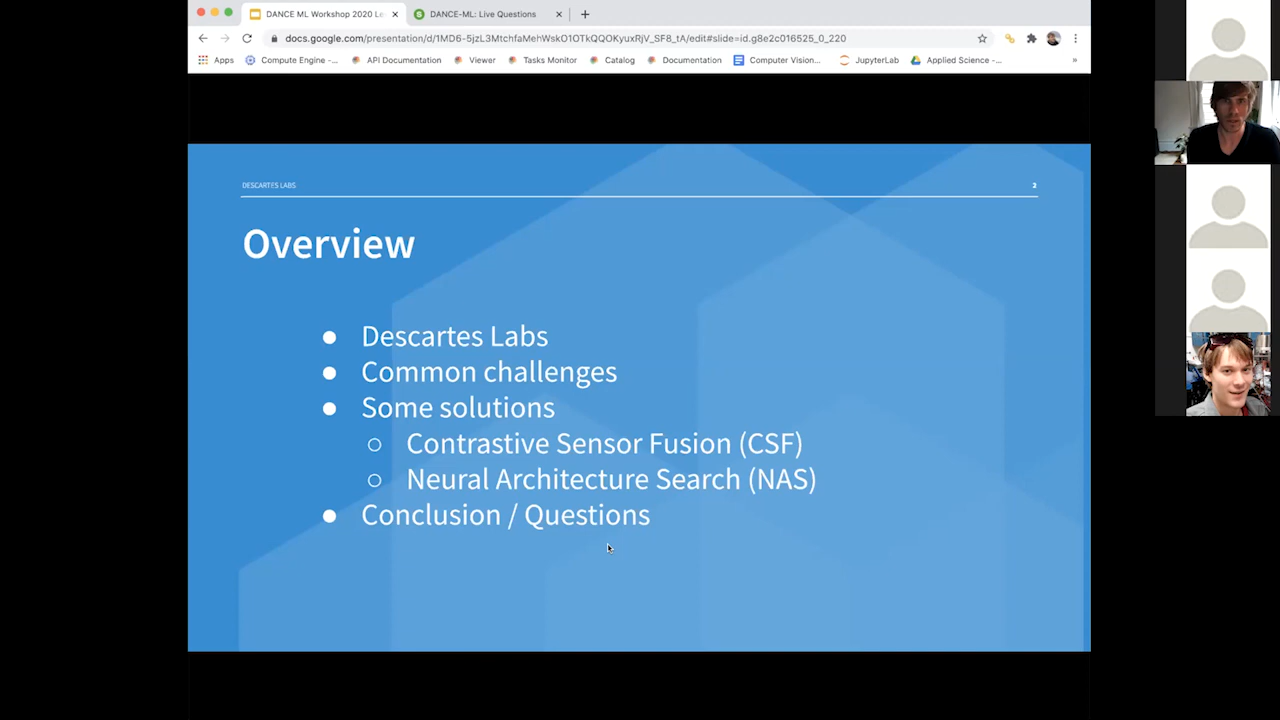 DANCE ML Workshop 2020 Le
DANCE-ML: Live Questions
docs.google.com/presentation/d/1MD6-5jzL3MtchfaMehWskO1OTkQQOKyuxRjV_SF8_tA/edit#slide=id.g8e2c016525_0_220
Apps
Compute Engine -...
API Documentation
Viewer
Tasks Monitor
Catalog
Documentation
Computer Vision...
JupyterLab
Applied Science -...
DESCARTES LABS
2
Overview
Descartes Labs
Common challenges
Some solutions
Contrastive Sensor Fusion (CSF)
Neural Architecture Search (NAS)
Conclusion / Questions